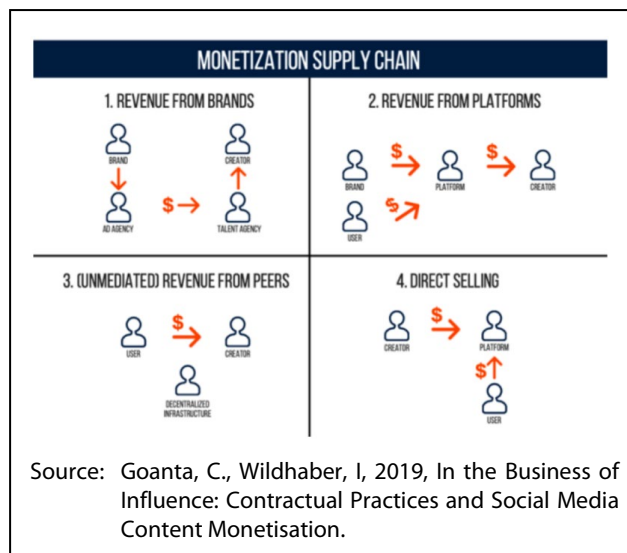 MONETIZATION SUPPLY CHAIN
1. REVENUE FROM BRANDS
BRAND
CREATOR
$
AD AGENCY
TALENT AGENCY
2. REVENUE FROM PLATFORMS
$
$
BRAND
PLATFORM
CREATOR
$
USER
3. (UNMEDIATED) REVENUE FROM PEERS
$
USER
CREATOR
DECENTRALIZED
INFRASTRUCTURE
4. DIRECT SELLING
$
CREATOR
PLATFORM
$
USER
Source: Goanta, C., Wildhaber, I, 2019, In the Business of
Influence: Contractual Practices and Social Media
Content Monetisation.